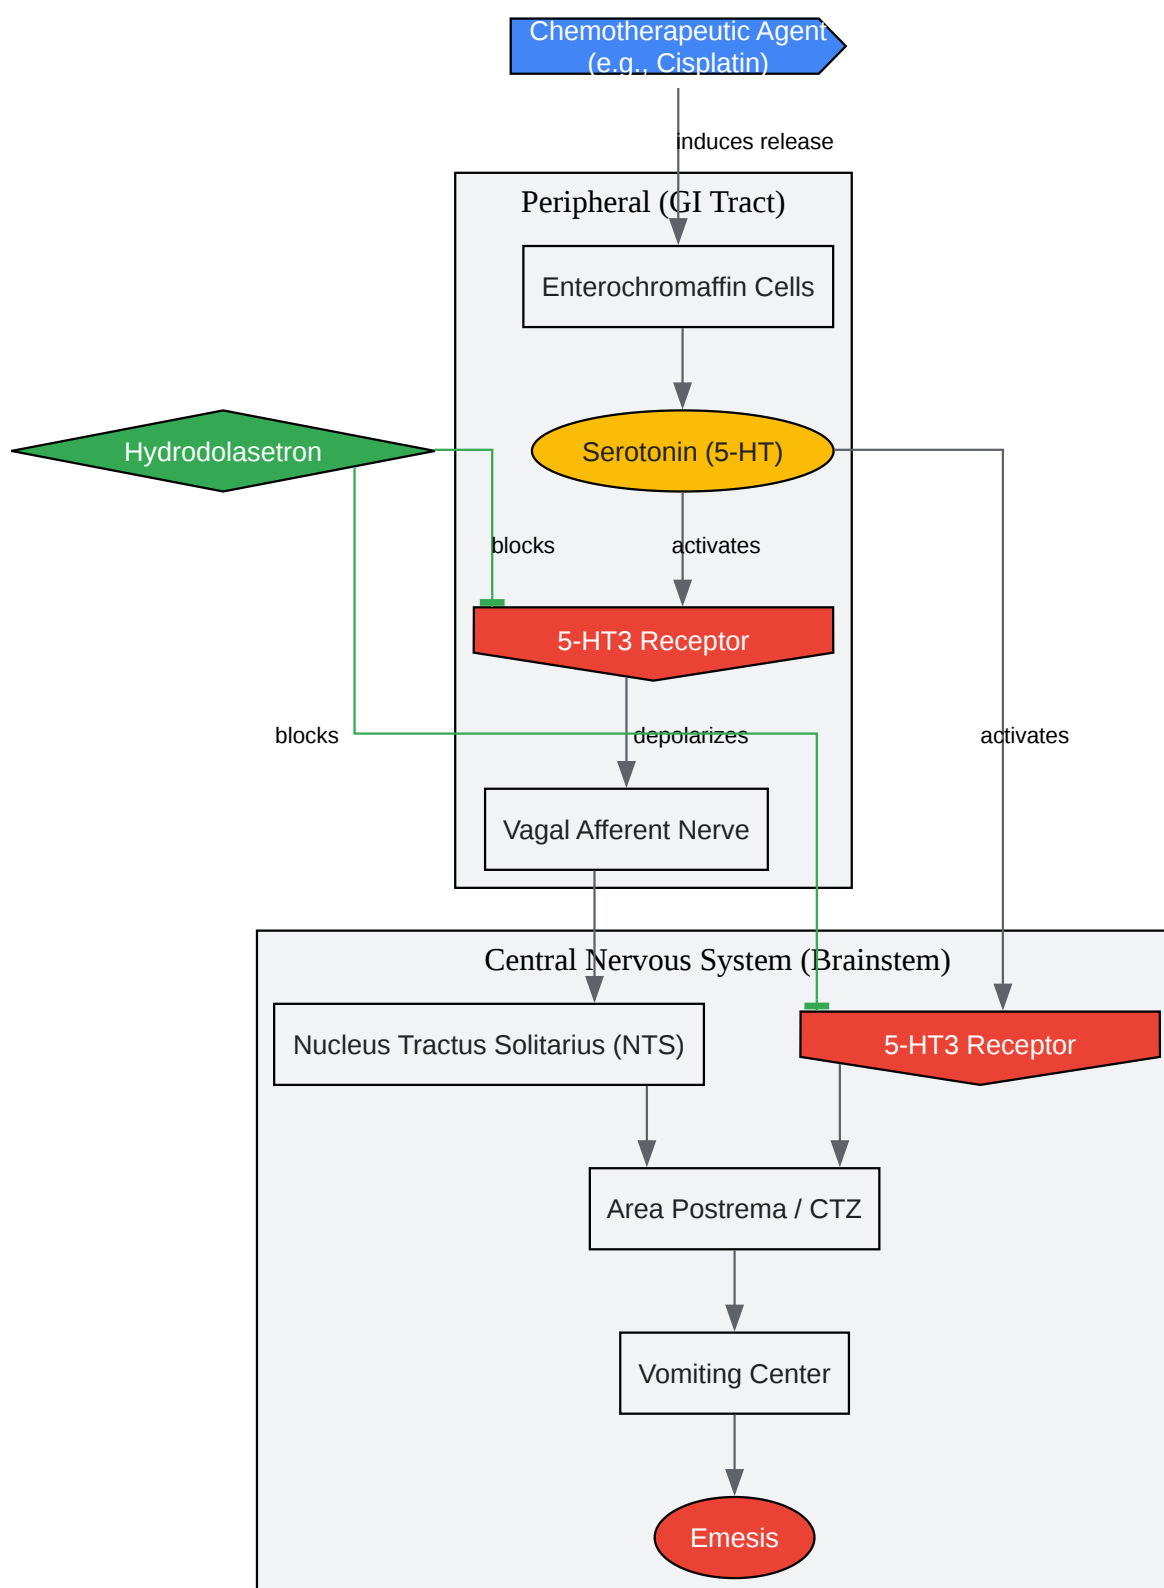 Chemotherapeutic Agent
(e.g., Cisplatin)
induces release
Peripheral (GI Tract)
Enterochromaffin Cells
Hydrodolasetron
Serotonin (5-HT)
blocks
activates
5-HT3 Receptor
blocks
depolarizes
activates
Vagal Afferent Nerve
Central Nervous System (Brainstem)
Nucleus Tractus Solitarius (NTS)
5-HT3 Receptor
Area Postrema / CTZ
Vomiting Center
Emesis